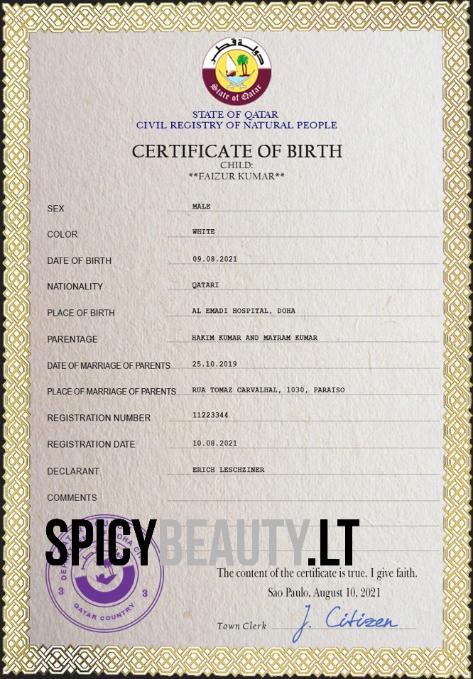 دولة قطر
State of Qatar
STATE OF QATAR
CIVIL REGISTRY OF NATURAL PEOPLE
CERTIFICATE OF BIRTH
CHILD:
**FAIZUR KUMAR**
SEX MALE
COLOR WHITE
DATE OF BIRTH 09.08.2021
NATIONALITY QATARI
PLACE OF BIRTH AL EMADI HOSPITAL, DOHA
PARENTAGE HAKIM KUMAR AND MAYRAM KUMAR
DATE OF MARRIAGE OF PARENTS 25.10.2019
PLACE OF MARRIAGE OF PARENTS RUA TOMAZ CARVALHAL, 1030, PARAISO
REGISTRATION NUMBER 11223344
REGISTRATION DATE 10.08.2021
DECLARANT ERICH LESCHZINER
COMMENTS
SPICYBEAUTY.LT
3 3
QATAR COUNTRY
The content of the certificate is true. I give faith.
Sao Paulo, August 10, 2021
Town Clerk J. Citizen